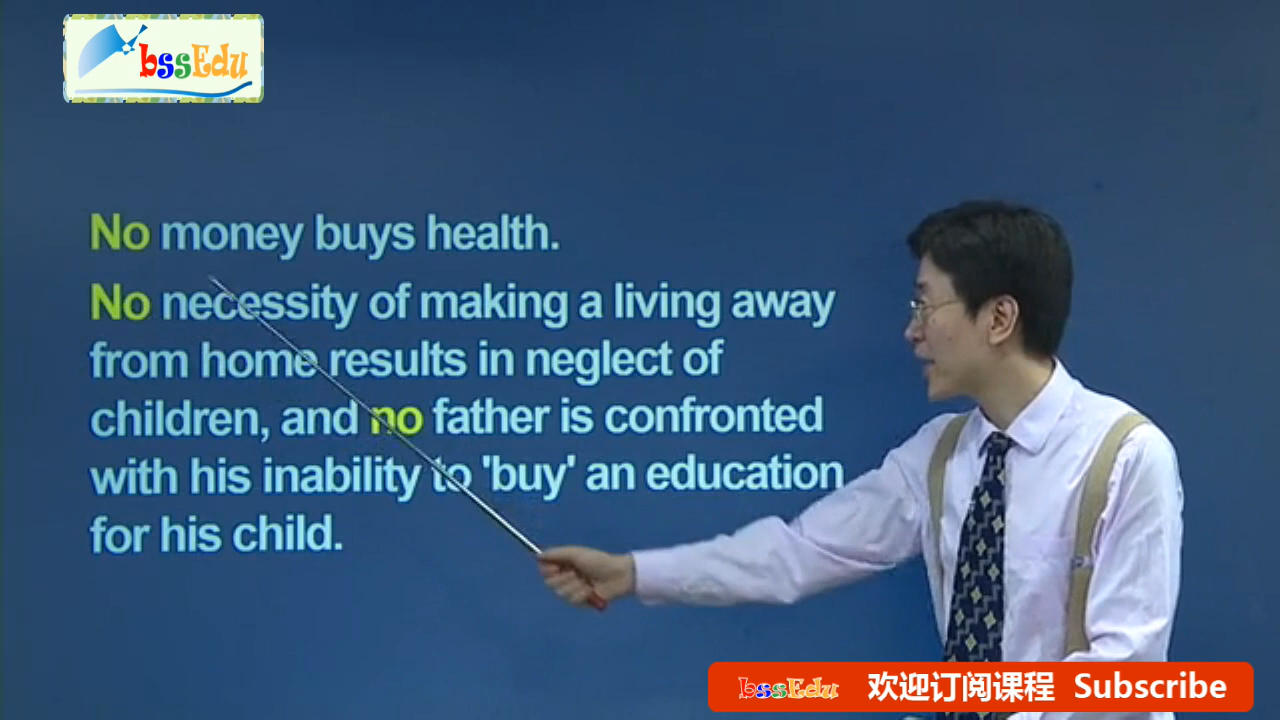 bssEdu
No money buys health.
No necessity of making a living away
from home results in neglect of
children, and no father is confronted
with his inability to 'buy' an education
for his child.
bssEdu 欢迎订阅课程 Subscribe